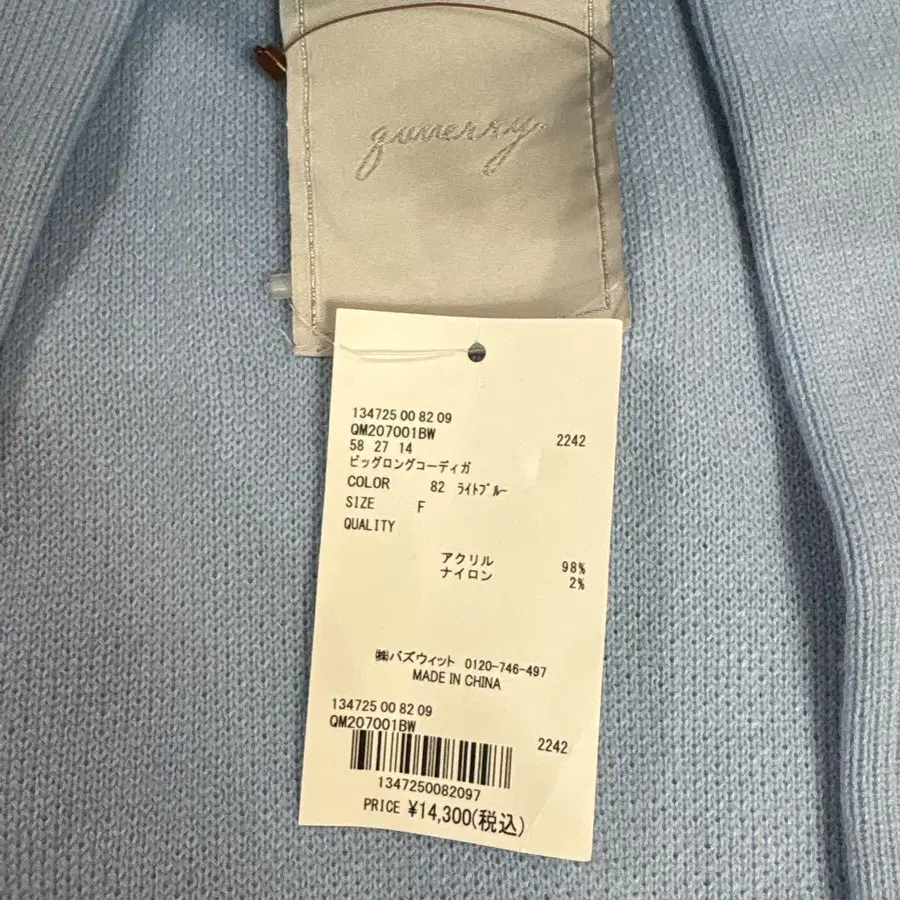 134725 00 82 09
QM207001BW 2242
58 27 14
ビッグロングコーディガ
COLOR 82 ﾗｲﾄﾌﾞﾙｰ
SIZE F
QUALITY
アクリル 98%
ナイロン 2%
㈱バズウィット 0120-746-497
MADE IN CHINA
134725 00 82 09
QM207001BW 2242
1347250082097
PRICE ¥14,300(税込)